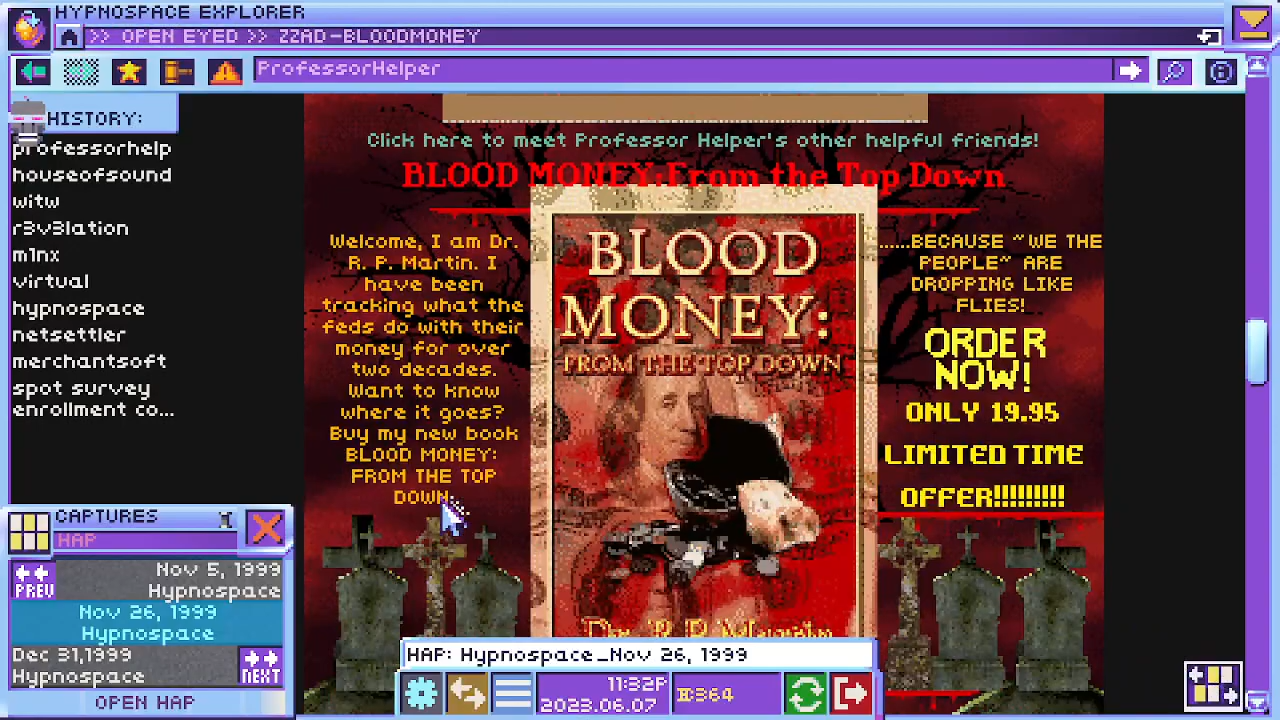 HYPNOSPACE EXPLORER
>> OPEN EYED >> ZZAD-BLOODMONEY
ProfessorHelper
HISTORY:
professorhelp
houseofsound
witw
r3v3lation
m1nx
virtual
hypnospace
netsettler
merchantsoft
spot survey
enrollment co...
Click here to meet Professor Helper's other helpful friends!
BLOOD MONEY:From the Top Down
Welcome, I am Dr.
R. P. Martin. I
have been
tracking what the
feds do with their
money for over
two decades.
Want to know
where it goes?
Buy my new book
BLOOD MONEY:
FROM THE TOP
DOWN.
BLOOD
MONEY:
FROM THE TOP DOWN
Dr. R.P. Martin
......BECAUSE ~WE THE
PEOPLE~ ARE
DROPPING LIKE
FLIES!
ORDER
NOW!
ONLY 19.95
LIMITED TIME
OFFER!!!!!!!!!
CAPTURES
HAP
PREV
Nov 5, 1999
Hypnospace
Nov 26, 1999
Hypnospace
Dec 31,1999
Hypnospace
NEXT
OPEN HAP
HAP: Hypnospace_Nov 26, 1999
11:32P
2023.06.07
:364